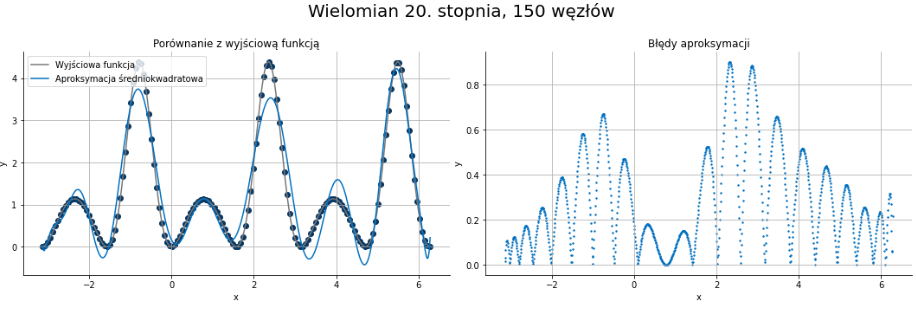 Wielomian 20. stopnia, 150 węzłów
Porównanie z wyjściową funkcją
Wyjściowa funkcja
Aproksymacja średniokwadratowa
y
4
3
2
1
0
−2
0
2
4
6
x
Błędy aproksymacji
y
0.8
0.6
0.4
0.2
0.0
−2
0
2
4
6
x